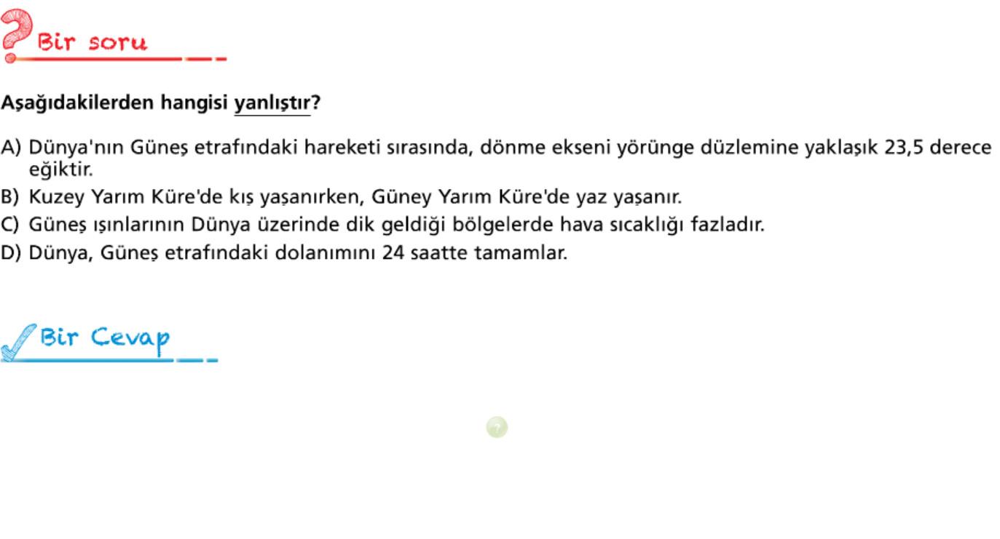 Bir soru
Aşağıdakilerden hangisi yanlıştır?
A) Dünya'nın Güneş etrafındaki hareketi sırasında, dönme ekseni yörünge düzlemine yaklaşık 23,5 derece
eğiktir.
B) Kuzey Yarım Küre'de kış yaşanırken, Güney Yarım Küre'de yaz yaşanır.
C) Güneş ışınlarının Dünya üzerinde dik geldiği bölgelerde hava sıcaklığı fazladır.
D) Dünya, Güneş etrafındaki dolanımını 24 saatte tamamlar.
Bir Cevap
?